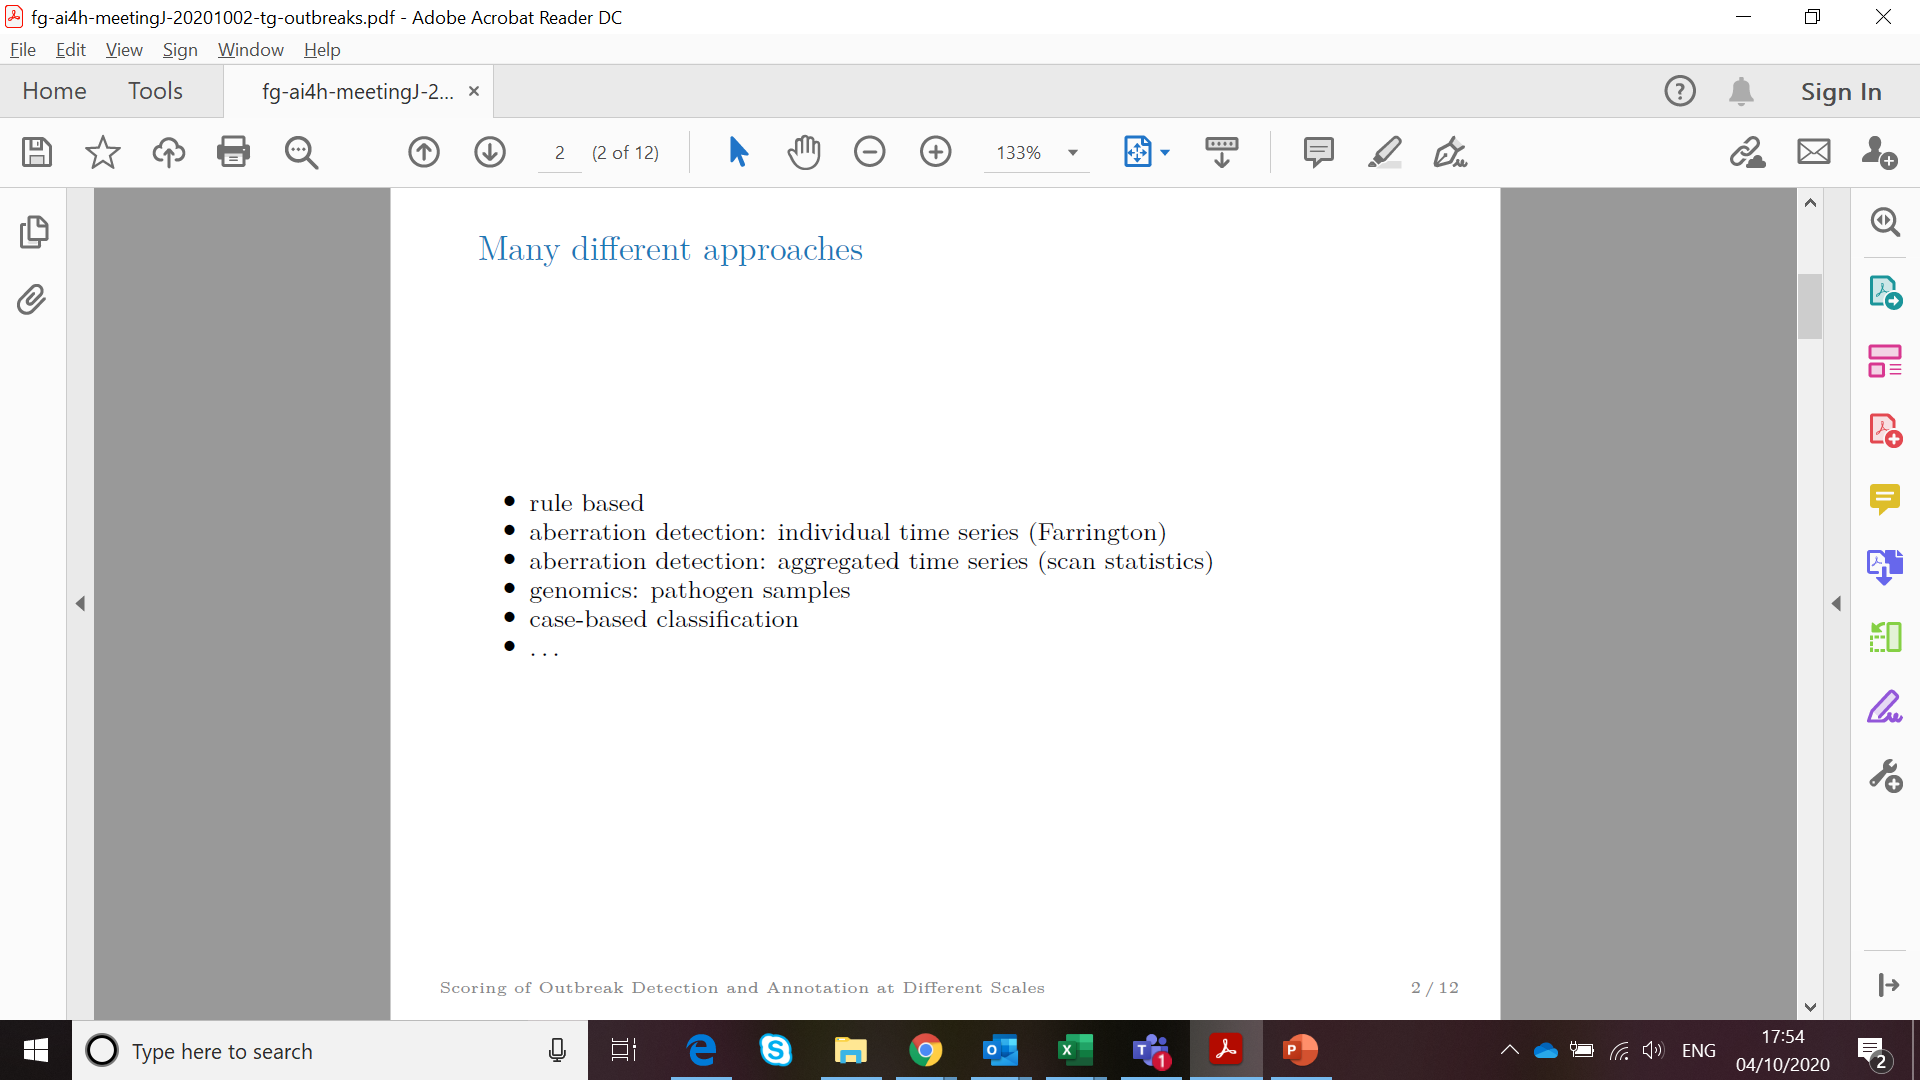 fg-ai4h-meetingJ-20201002-tg-outbreaks.pdf - Adobe Acrobat Reader DC
File Edit View Sign Window Help
Home Tools fg-ai4h-meetingJ-2... × Sign In
2 (2 of 12) 133%
Many different approaches
• rule based
• aberration detection: individual time series (Farrington)
• aberration detection: aggregated time series (scan statistics)
• genomics: pathogen samples
• case-based classification
• ...
Scoring of Outbreak Detection and Annotation at Different Scales 2 / 12
Type here to search
ENG
17:54
04/10/2020
1
2